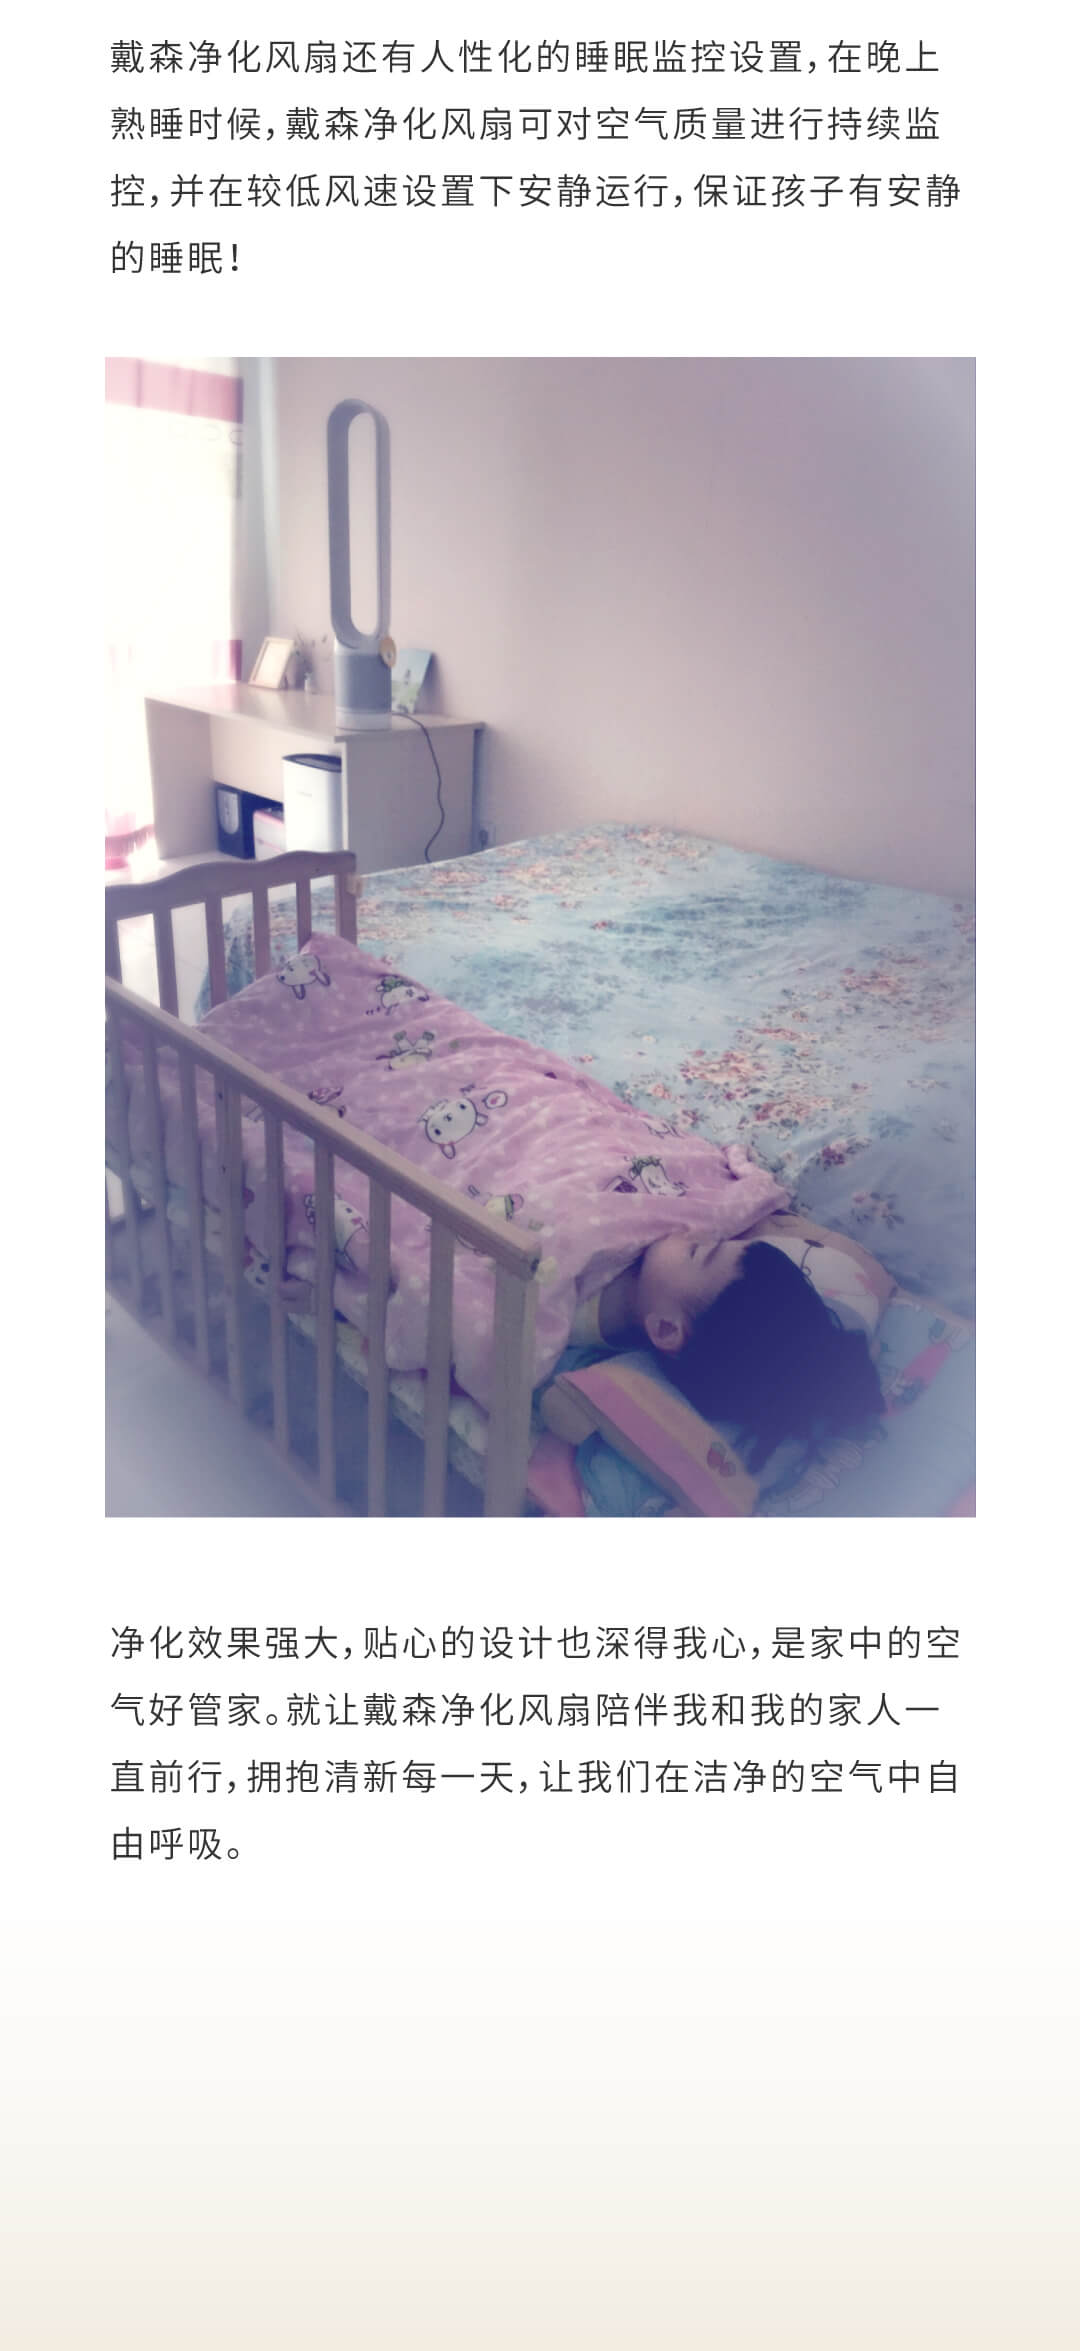 戴森净化风扇还有人性化的睡眠监控设置，在晚上
熟睡时候，戴森净化风扇可对空气质量进行持续监
控，并在较低风速设置下安静运行，保证孩子有安静
的睡眠！
净化效果强大，贴心的设计也深得我心，是家中的空
气好管家。就让戴森净化风扇陪伴我和我的家人一
直前行，拥抱清新每一天，让我们在洁净的空气中自
由呼吸。